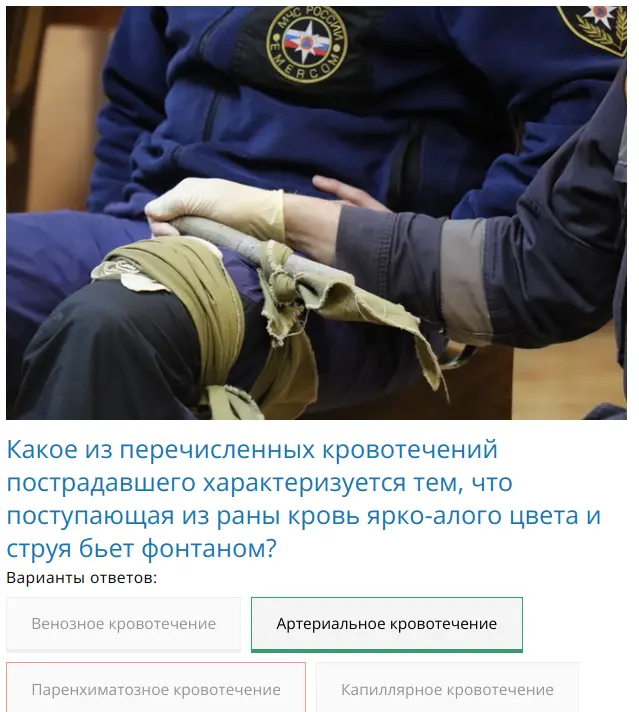 МЧС РОССИИ
EMERCOM
Какое из перечисленных кровотечений
пострадавшего характеризуется тем, что
поступающая из раны кровь ярко-алого цвета и
струя бьет фонтаном?
Варианты ответов:
Венозное кровотечение
Артериальное кровотечение
Паренхиматозное кровотечение
Капиллярное кровотечение